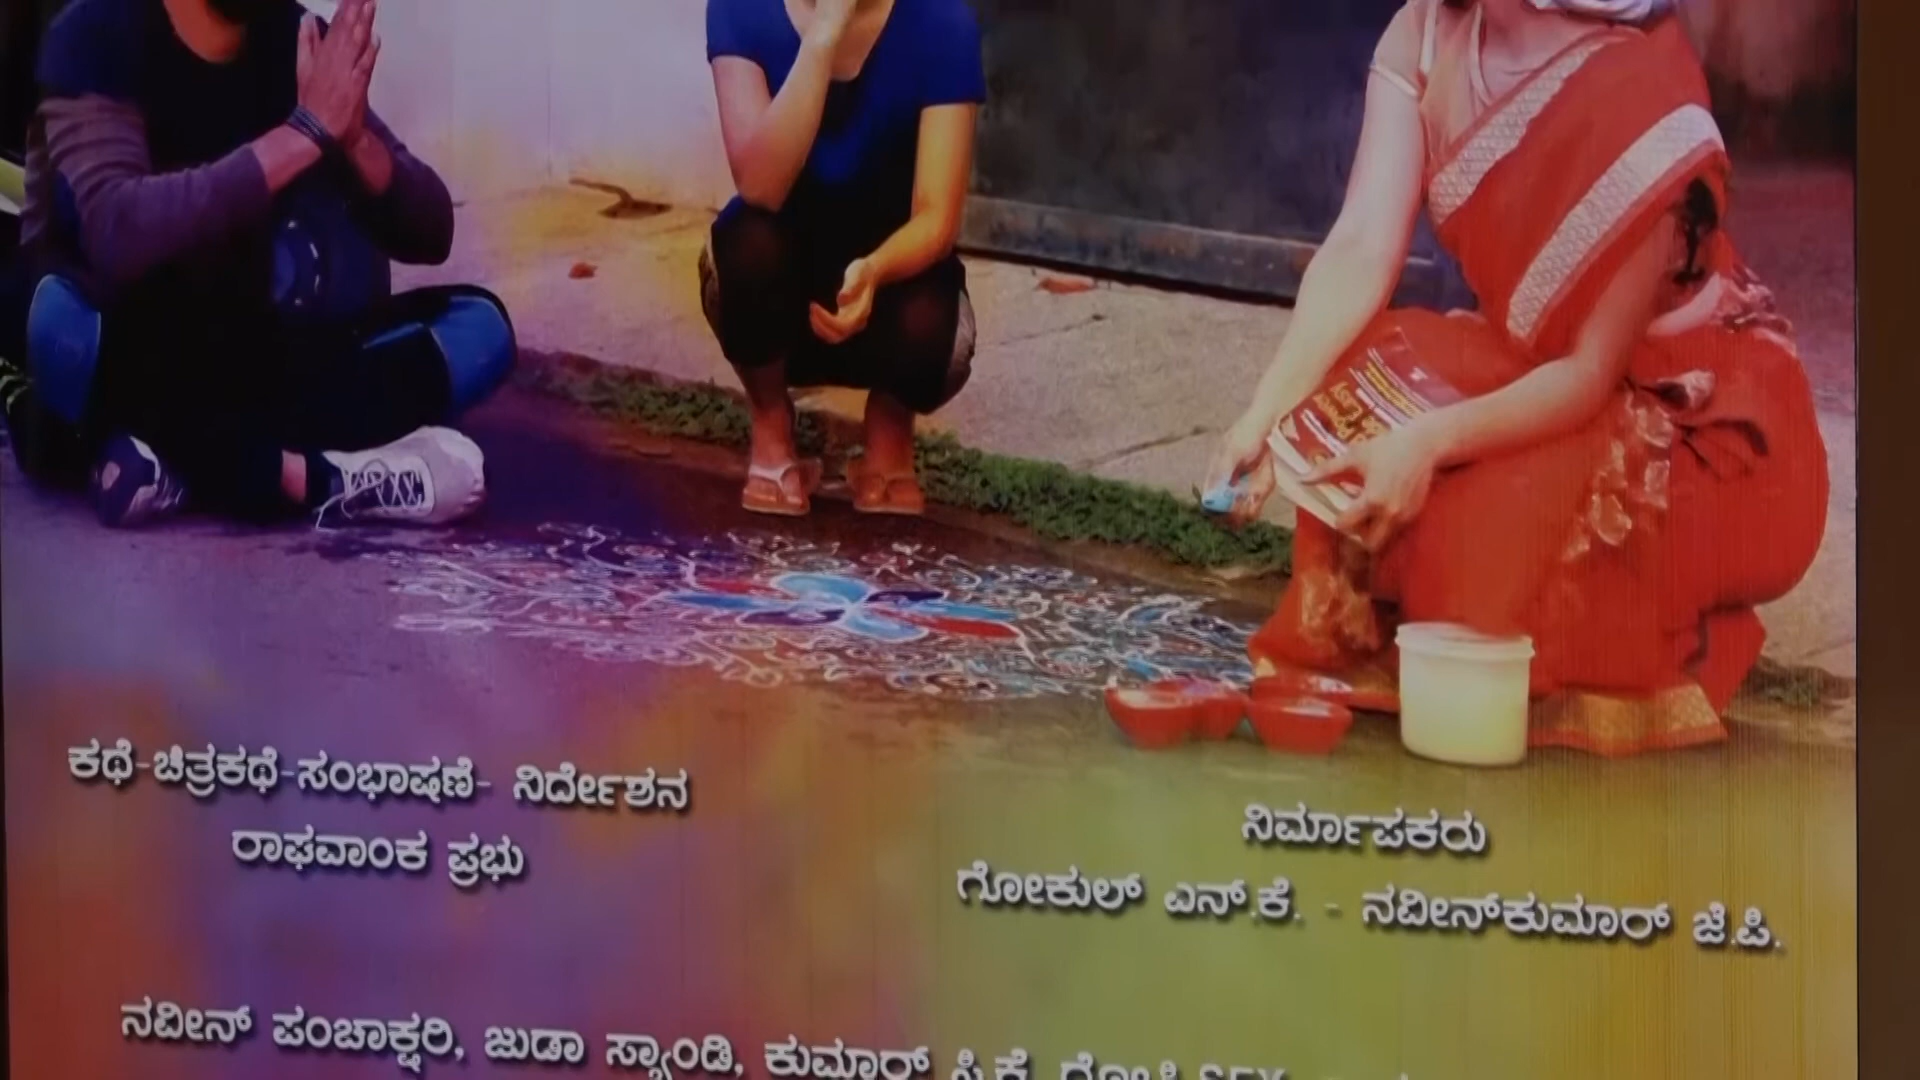 ಕಥೆ-ಚಿತ್ರಕಥೆ-ಸಂಭಾಷಣೆ- ನಿರ್ದೇಶನ
ರಾಘವಾಂಕ ಪ್ರಭು
ನಿರ್ಮಾಪಕರು
ಗೋಕುಲ್ ಎನ್.ಕೆ. - ನವೀನ್‌ಕುಮಾರ್ ಜೆ.ಪಿ.
ನವೀನ್ ಪಂಚಾಕ್ಷರಿ, ಜುಡಾ ಸ್ಯಾಂಡಿ, ಕುಮಾರ್ ಸಿ.ಕೆ.